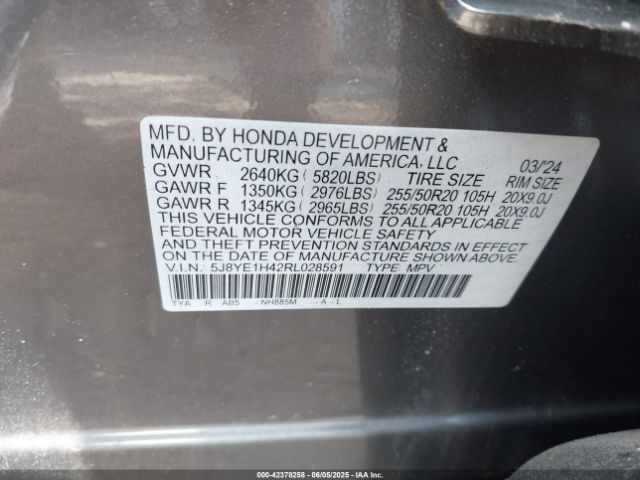 MFD. BY HONDA DEVELOPMENT &
MANUFACTURING OF AMERICA, LLC 03/'24
GVWR 2640KG ( 5820LBS ) TIRE SIZE RIM SIZE
GAWR F 1350KG ( 2976LBS ) 255/50R20 105H 20X9.0J
GAWR R 1345KG ( 2965LBS ) 255/50R20 105H 20X9.0J
THIS VEHICLE CONFORMS TO ALL APPLICABLE
FEDERAL MOTOR VEHICLE SAFETY
AND THEFT PREVENTION STANDARDS IN EFFECT
ON THE DATE OF MANUFACTURE SHOWN ABOVE.
V.I.N.: 5J8YE1H42RL028591 TYPE: MPV
TYA R AB5 -NH885M -A-L
000-42378258 - 06/05/2025 - IAA Inc.